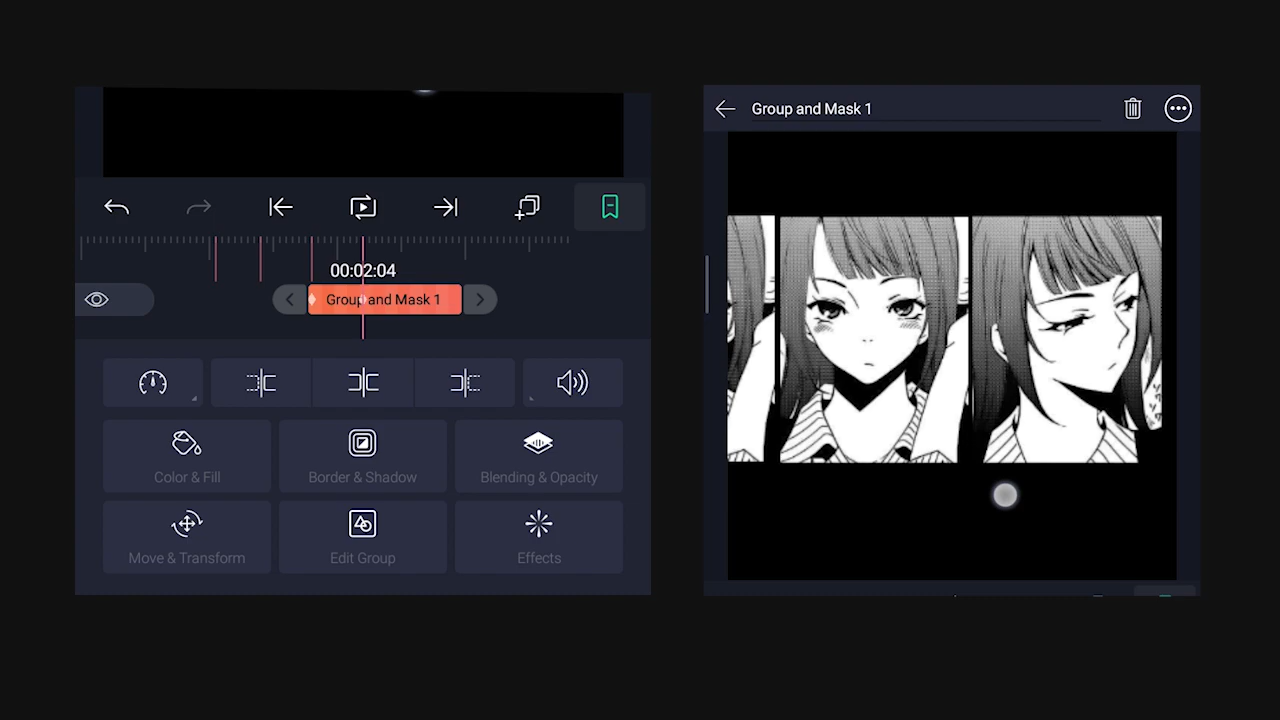 00:02:04
Group and Mask 1
Color & Fill
Border & Shadow
Blending & Opacity
Move & Transform
Edit Group
Effects
Group and Mask 1